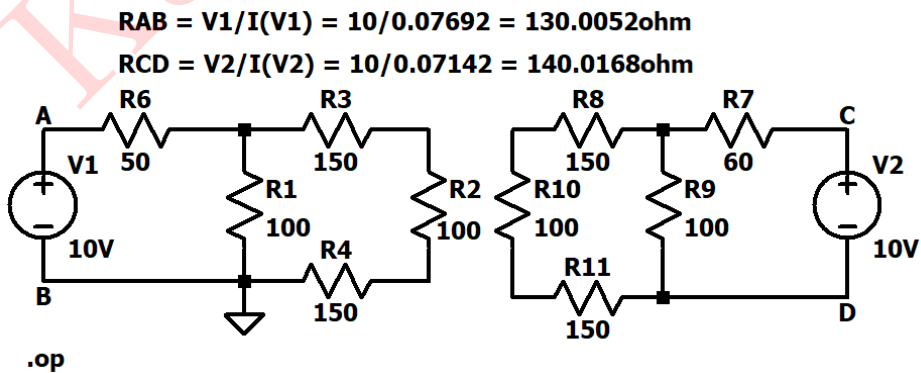 RAB = V1/I(V1) = 10/0.07692 = 130.0052ohm
RCD = V2/I(V2) = 10/0.07142 = 140.0168ohm
A R6 R3 R8 R7 C
V1 50 150 150 60 V2
R1 R2 R10 R9
100 100 100 100
10V R4 R11 10V
B 150 150 D
.op